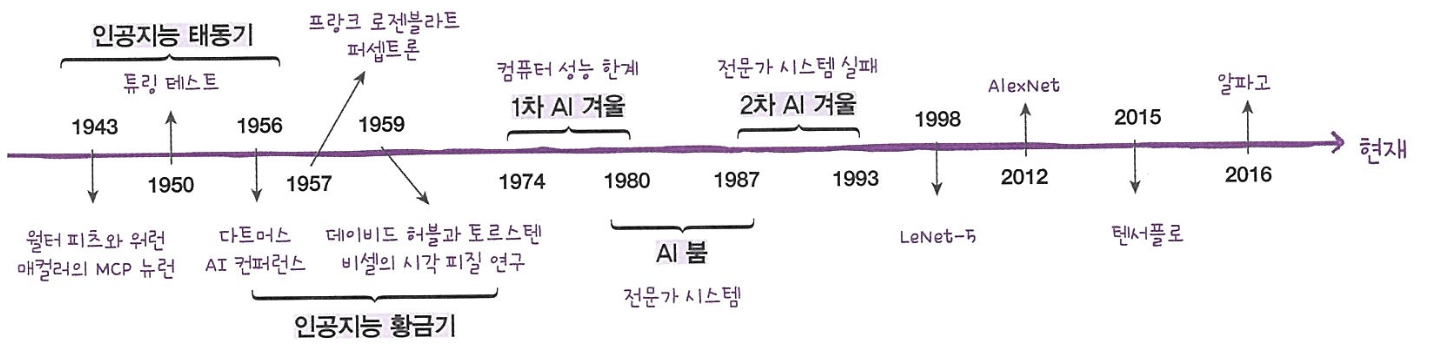 인공지능 태동기
튜링 테스트
프랑크 로젠블라트
퍼셉트론
컴퓨터 성능 한계
1차 AI 겨울
전문가 시스템 실패
2차 AI 겨울
AlexNet
알파고
1943
1956
1959
1998
2015
현재
1950
1957
1974
1980
1987
1993
2012
2016
월터 피츠와 워런
매컬러의 MCP 뉴런
다트머스
AI 컨퍼런스
데이비드 허블과 토르스텐
비셀의 시각 피질 연구
인공지능 황금기
AI 붐
전문가 시스템
LeNet-5
텐서플로